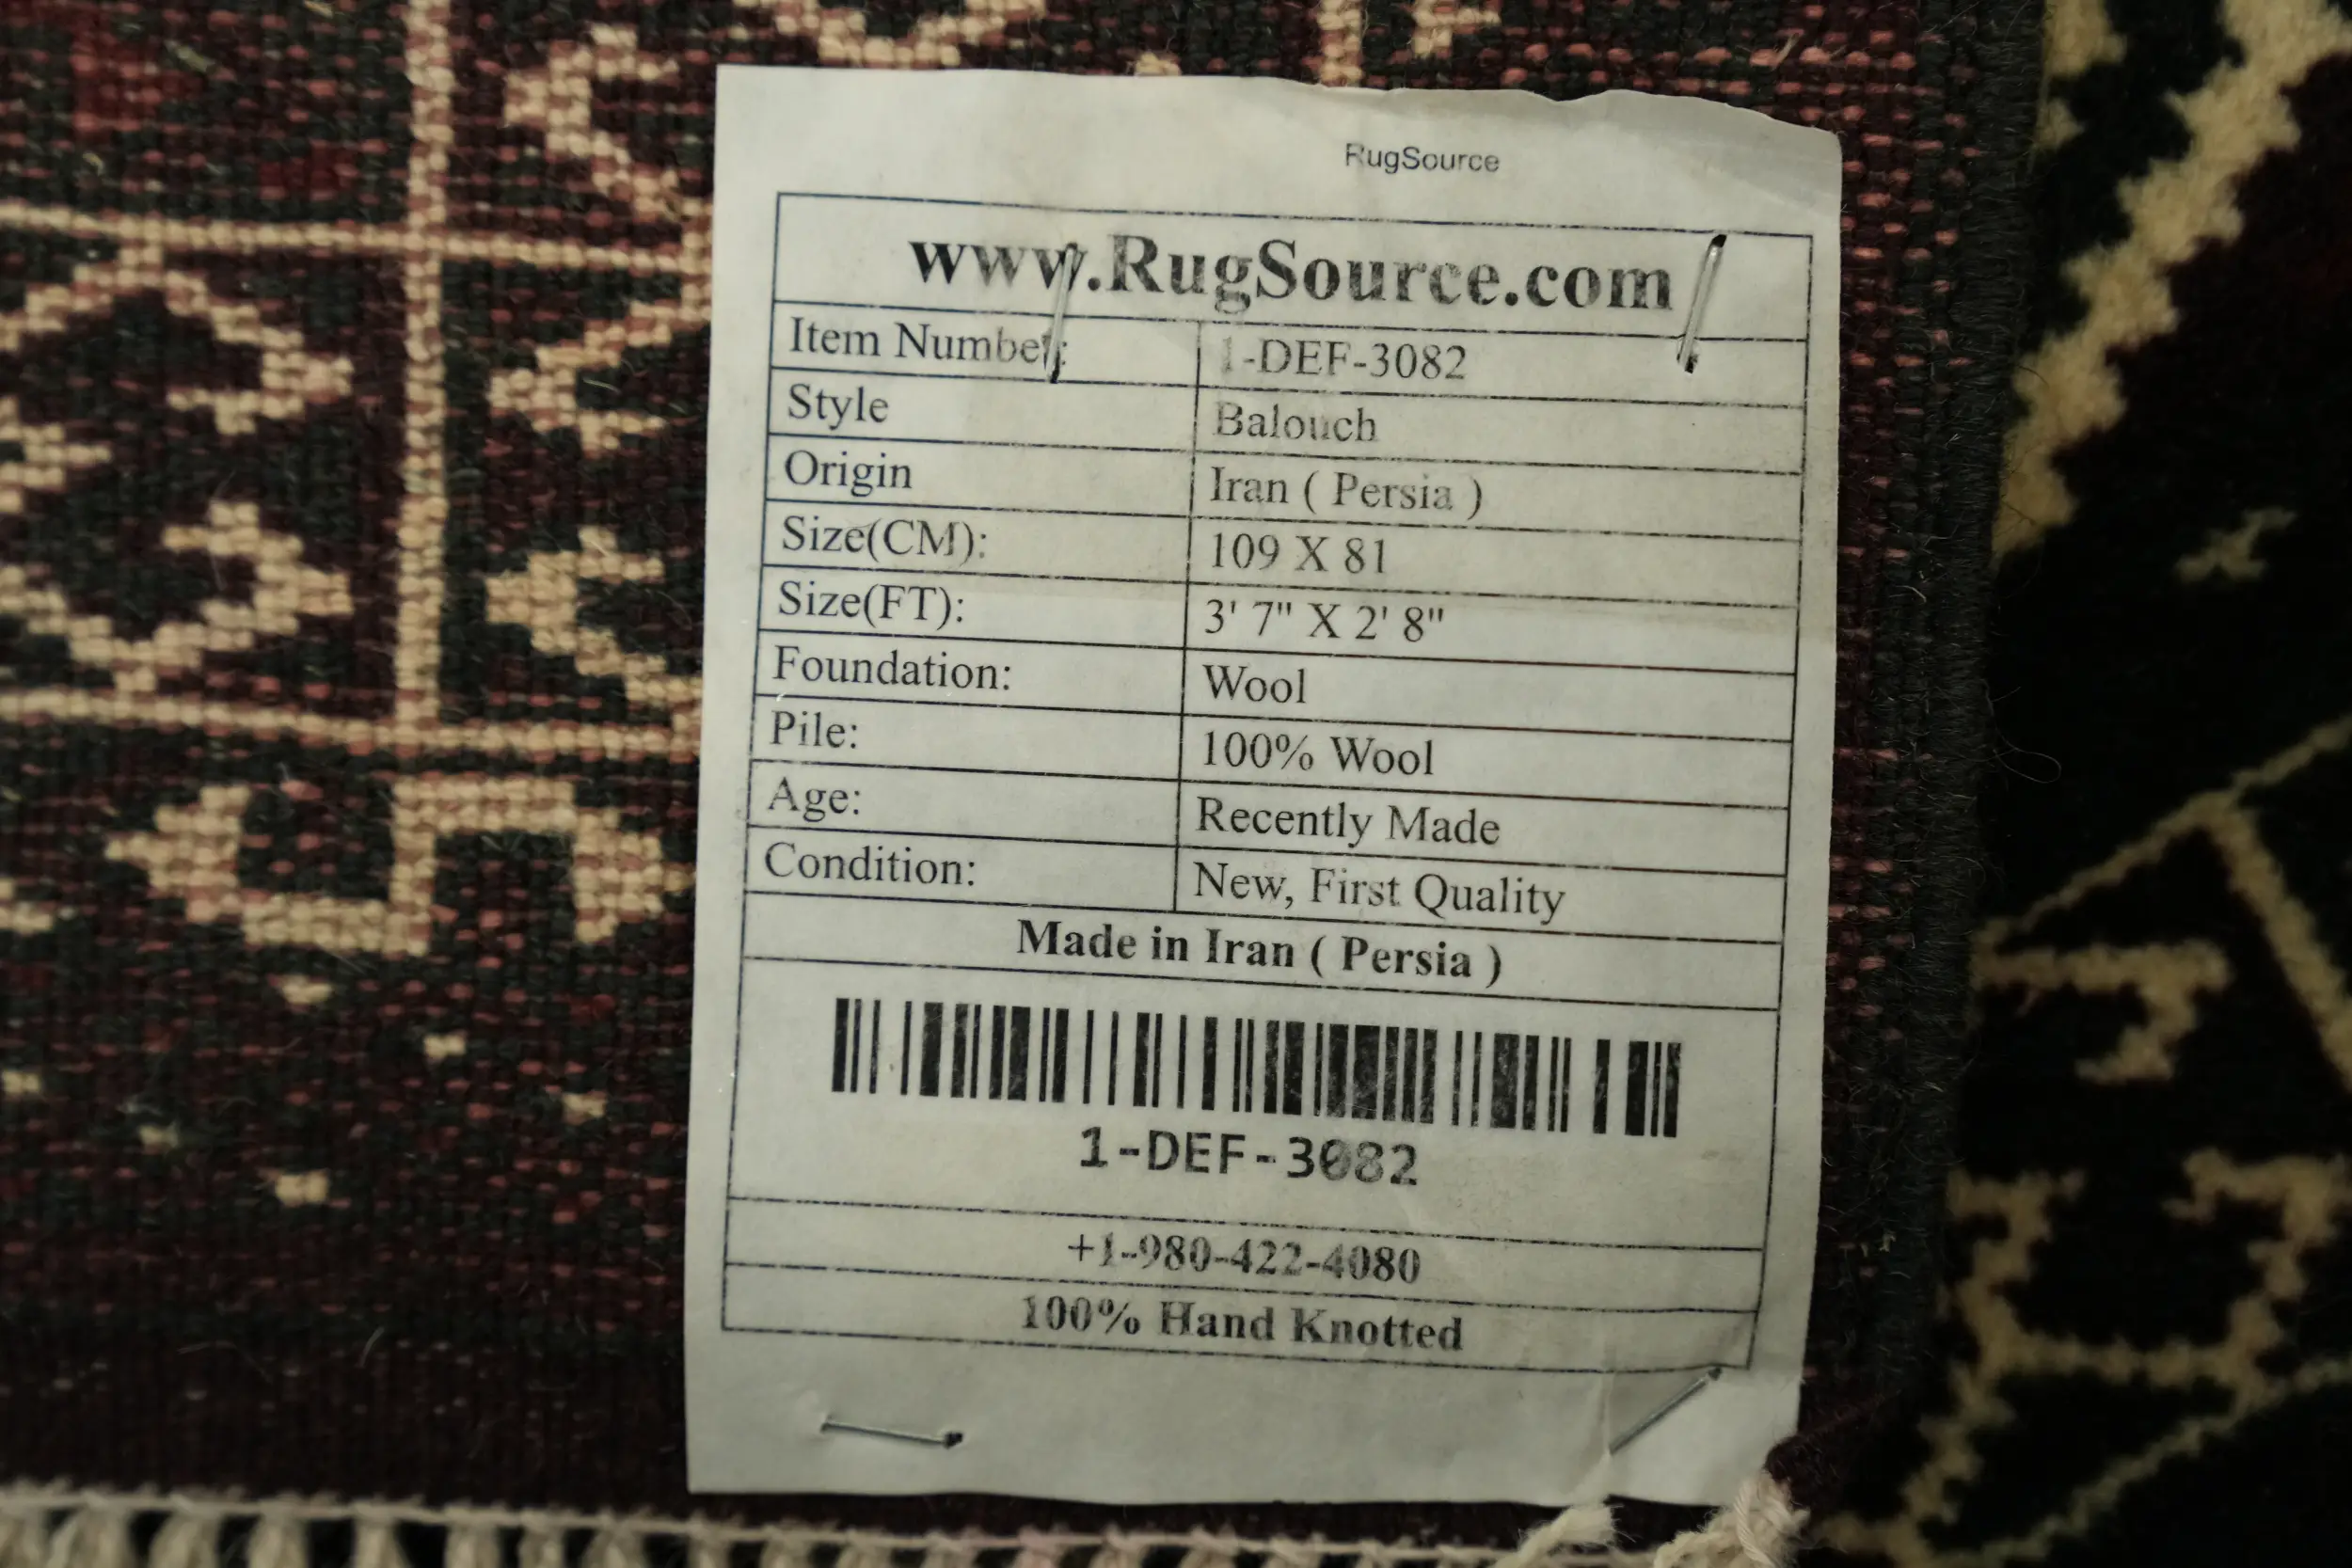 RugSource
www.RugSource.com
Item Number: 1-DEF-3082
Style Balouch
Origin Iran ( Persia )
Size(CM): 109 X 81
Size(FT): 3' 7" X 2' 8"
Foundation: Wool
Pile: 100% Wool
Age: Recently Made
Condition: New, First Quality
Made in Iran ( Persia )
1-DEF-3082
+1-980-422-4080
100% Hand Knotted